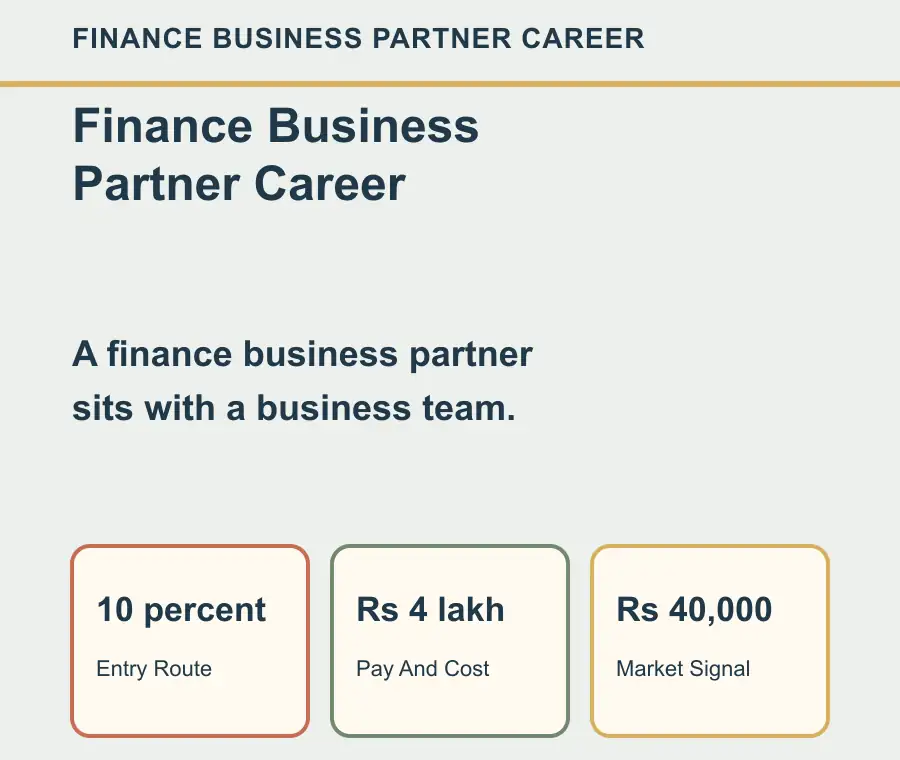 FINANCE BUSINESS PARTNER CAREER
Finance Business
Partner Career
A finance business partner
sits with a business team.
10 percent
Entry Route
Rs 4 lakh
Pay And Cost
Rs 40,000
Market Signal